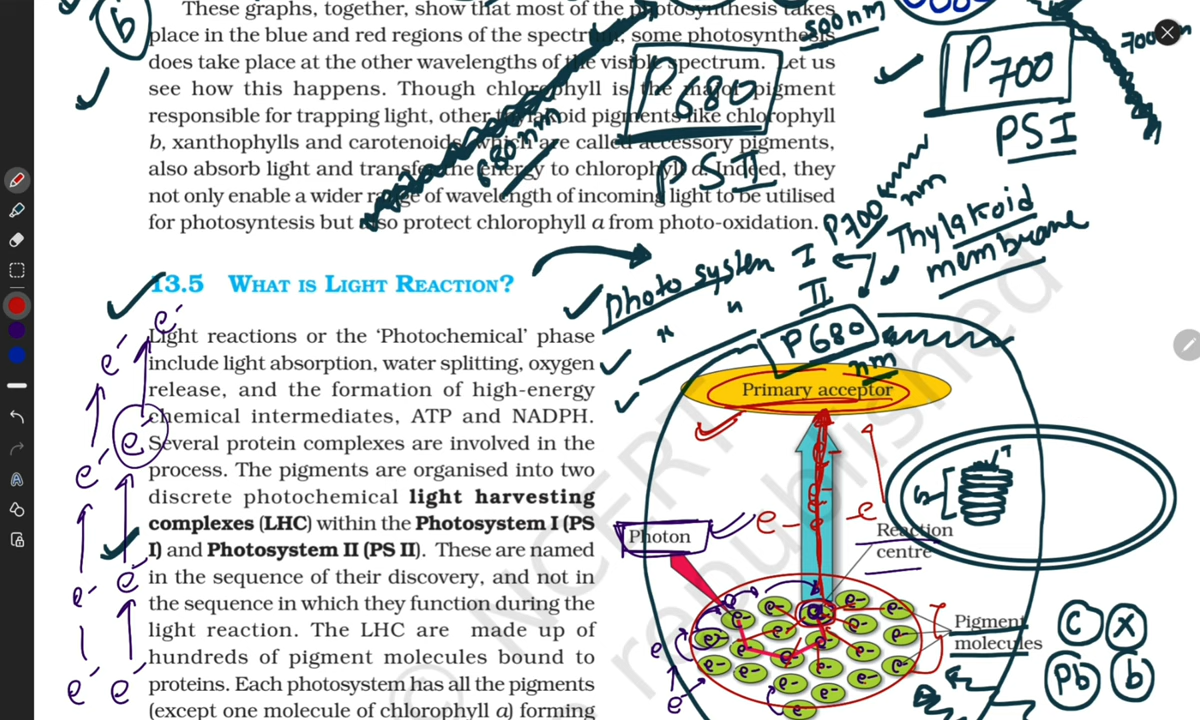 These graphs, together, show that most of the photosynthesis takes
place in the blue and red regions of the spectrum, some photosynthesis
does take place at the other wavelengths of the visible spectrum. Let us
see how this happens. Though chlorophyll is the major pigment
responsible for trapping light, other thylakoid pigments like chlorophyll
b, xanthophylls and carotenoids, which are called accessory pigments,
also absorb light and transfer the energy to chlorophyll a. Indeed, they
not only enable a wider range of wavelength of incoming light to be utilised
for photosyntesis but also protect chlorophyll a from photo-oxidation.
b
500nm
P680
PS II
680nm
700
P700
PSI
13.5 WHAT IS LIGHT REACTION?
Photo system I P700 nm
" " II
P680 nm
Thylakoid
membrane
Light reactions or the ‘Photochemical’ phase
include light absorption, water splitting, oxygen
release, and the formation of high-energy
chemical intermediates, ATP and NADPH.
Several protein complexes are involved in the
process. The pigments are organised into two
discrete photochemical light harvesting
complexes (LHC) within the Photosystem I (PS
I) and Photosystem II (PS II). These are named
in the sequence of their discovery, and not in
the sequence in which they function during the
light reaction. The LHC are made up of
hundreds of pigment molecules bound to
proteins. Each photosystem has all the pigments
(except one molecule of chlorophyll a) forming
e-
e-
e-
e-
e-
e-
e-
e-
Primary acceptor
Photon
e-
-e
Reaction
centre
Pigment
molecules
a
e-
e-
e-
e-
e-
e-
e-
e-
e-
e-
e-
C X
Pb b
© NCERT
republished